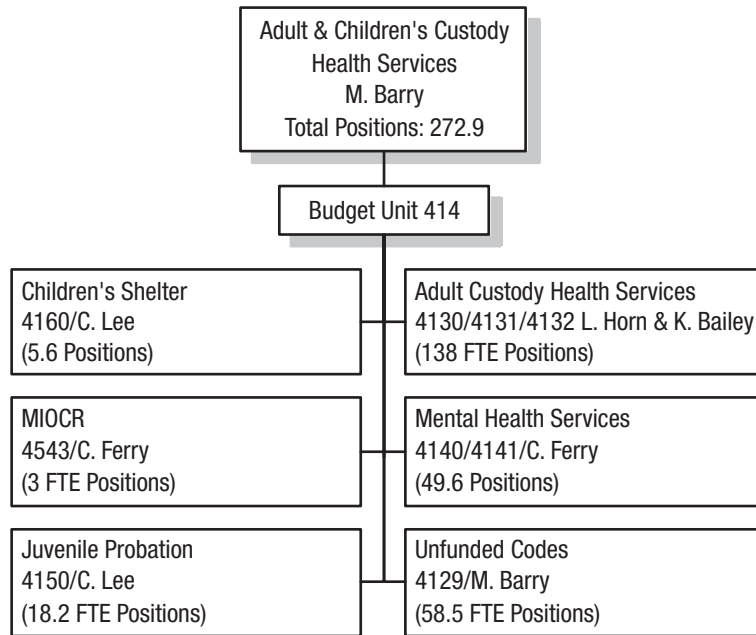 Adult & Children's Custody
Health Services
M. Barry
Total Positions: 272.9
Budget Unit 414
Children's Shelter
4160/C. Lee
(5.6 Positions)
Adult Custody Health Services
4130/4131/4132 L. Horn & K. Bailey
(138 FTE Positions)
MIOCR
4543/C. Ferry
(3 FTE Positions)
Mental Health Services
4140/4141/C. Ferry
(49.6 Positions)
Juvenile Probation
4150/C. Lee
(18.2 FTE Positions)
Unfunded Codes
4129/M. Barry
(58.5 FTE Positions)